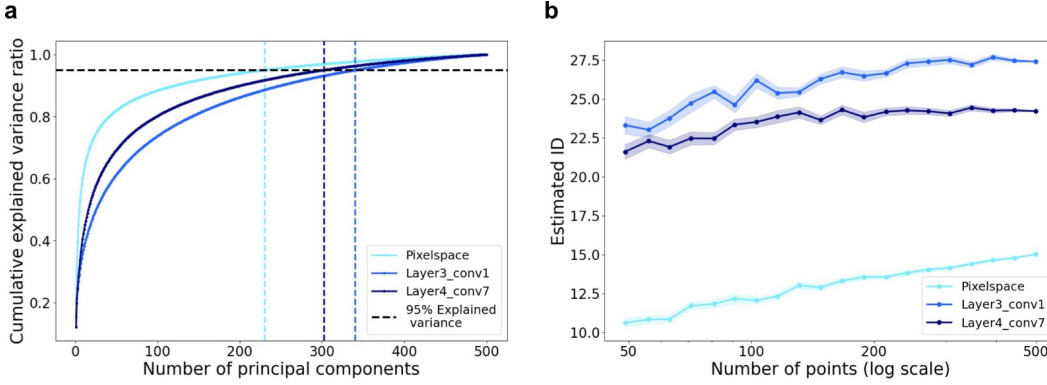 a
b
Cumulative explained variance ratio
1.0
0.8
0.6
0.4
0.2
0
100
200
300
400
500
Number of principal components
Pixelspace
Layer3_conv1
Layer4_conv7
95% Explained
variance
Estimated ID
27.5
25.0
22.5
20.0
17.5
15.0
12.5
10.0
50
100
200
500
Number of points (log scale)
Pixelspace
Layer3_conv1
Layer4_conv7